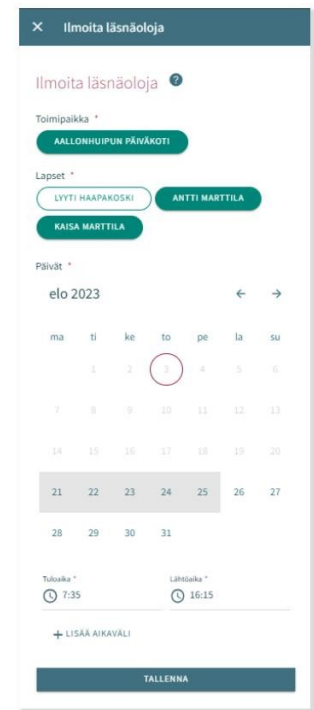 × Ilmoita läsnäoloja
Ilmoita läsnäoloja ?
Toimipaikka *
AALLONHUIPUN PÄIVÄKOTI
Lapset *
LYYTI HAAPAKOSKI ANTTI MARTTILA
KAISA MARTTILA
Päivät *
elo 2023 ← →
ma ti ke to pe la su
1 2 3 4 5 6
7 8 9 10 11 12 13
14 15 16 17 18 19 20
21 22 23 24 25 26 27
28 29 30 31
Tuloaika * Lähtöaika *
7:35 16:15
+ LISÄÄ AIKAVÄLI
TALLENNA